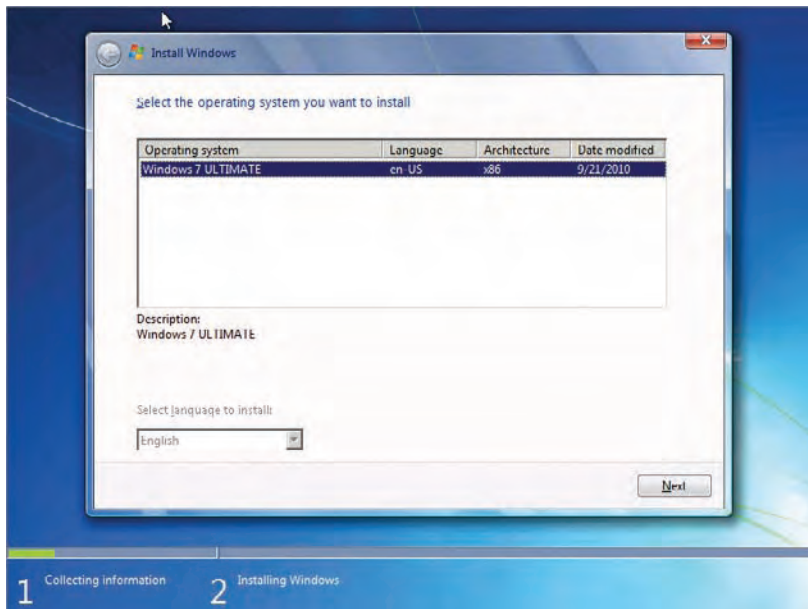 Install Windows
Select the operating system you want to install
Operating system Language Architecture Date modified
Windows 7 ULTIMATE en-US x86 9/21/2010
Description:
Windows 7 ULTIMATE
Select language to install:
English
Next
1 Collecting information 2 Installing Windows